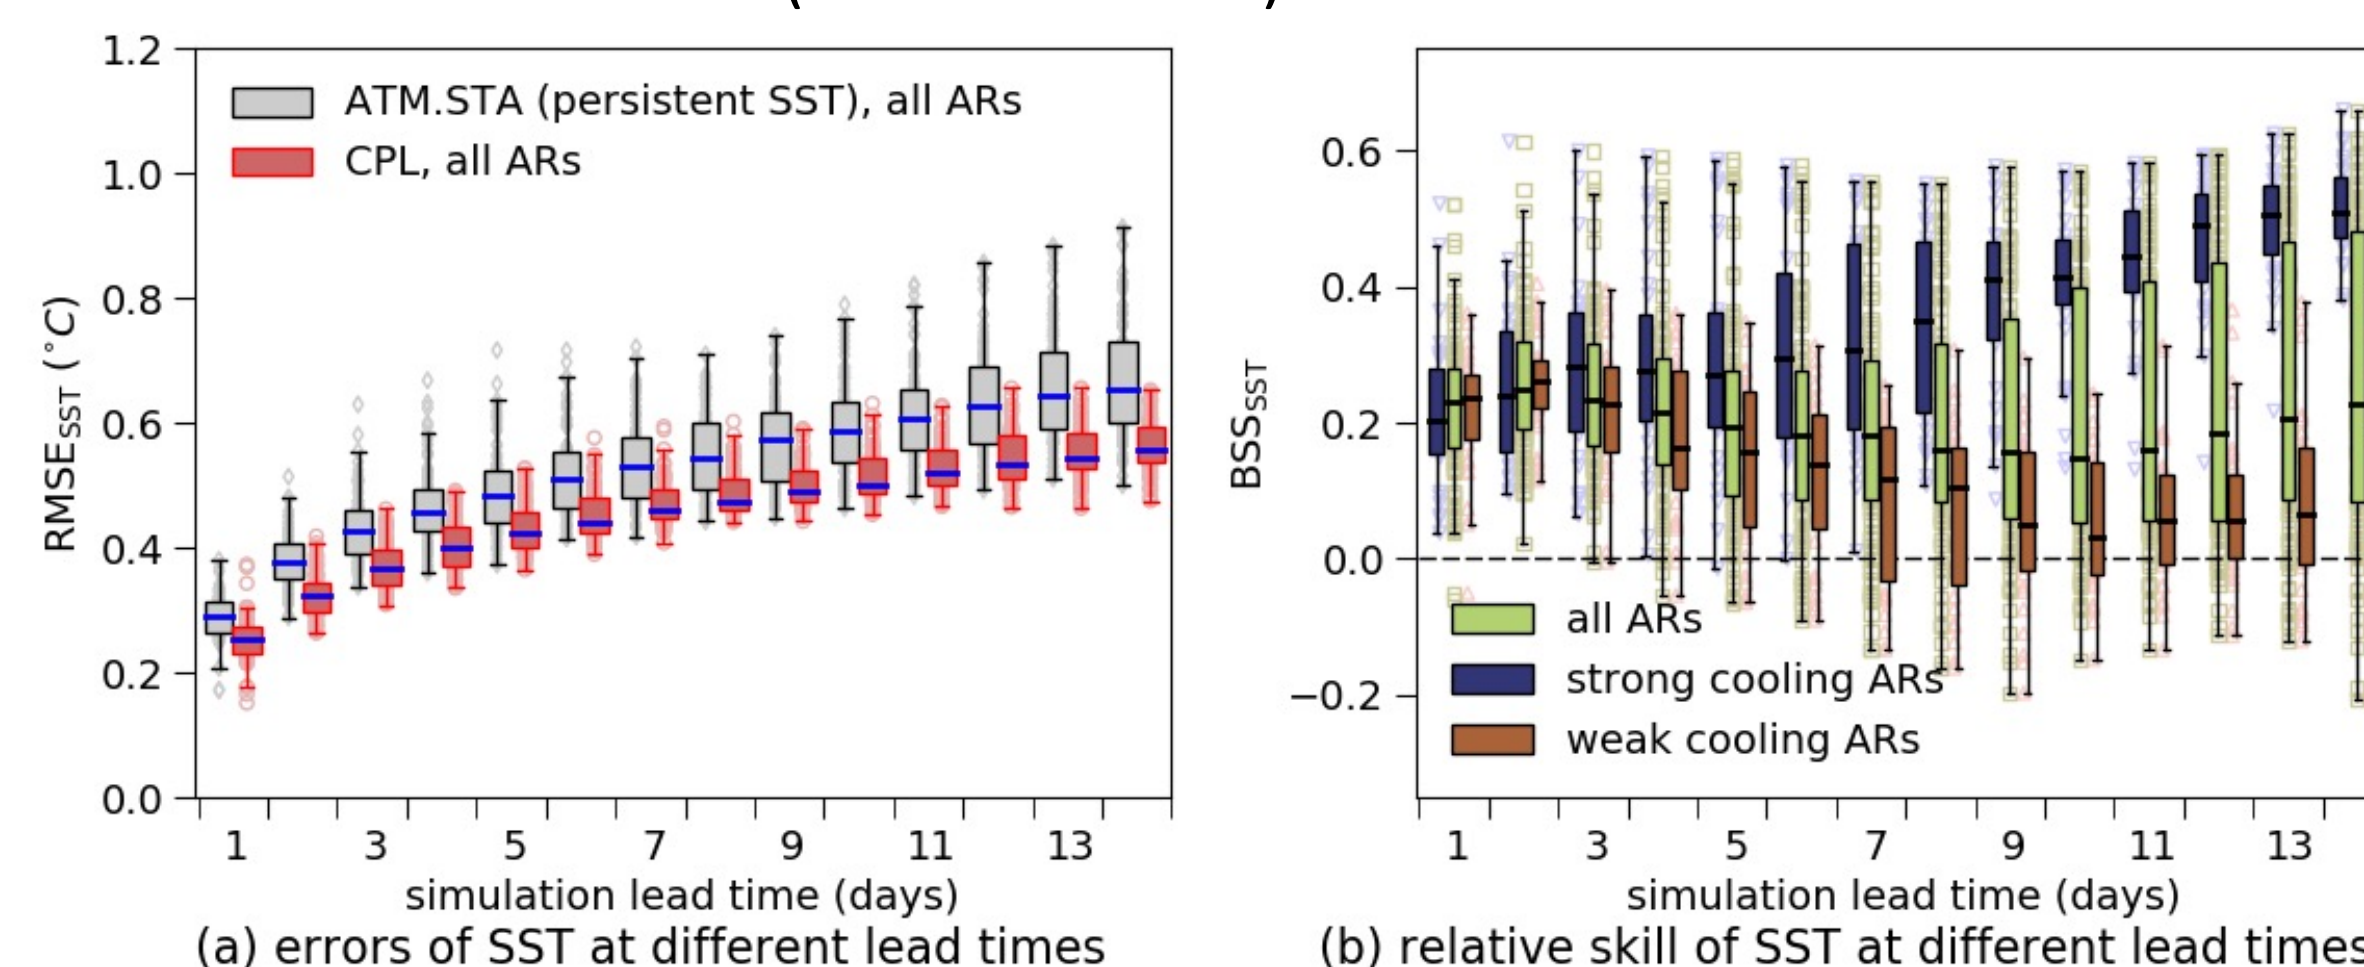 1.2
1.0
0.8
0.6
0.4
0.2
0.0
RMSE_SST (°C)
ATM.STA (persistent SST), all ARs
CPL, all ARs
1 3 5 7 9 11 13
simulation lead time (days)
(a) errors of SST at different lead times
0.6
0.4
0.2
0.0
−0.2
BSS_SST
all ARs
strong cooling ARs
weak cooling ARs
1 3 5 7 9 11 13
simulation lead time (days)
(b) relative skill of SST at different lead times